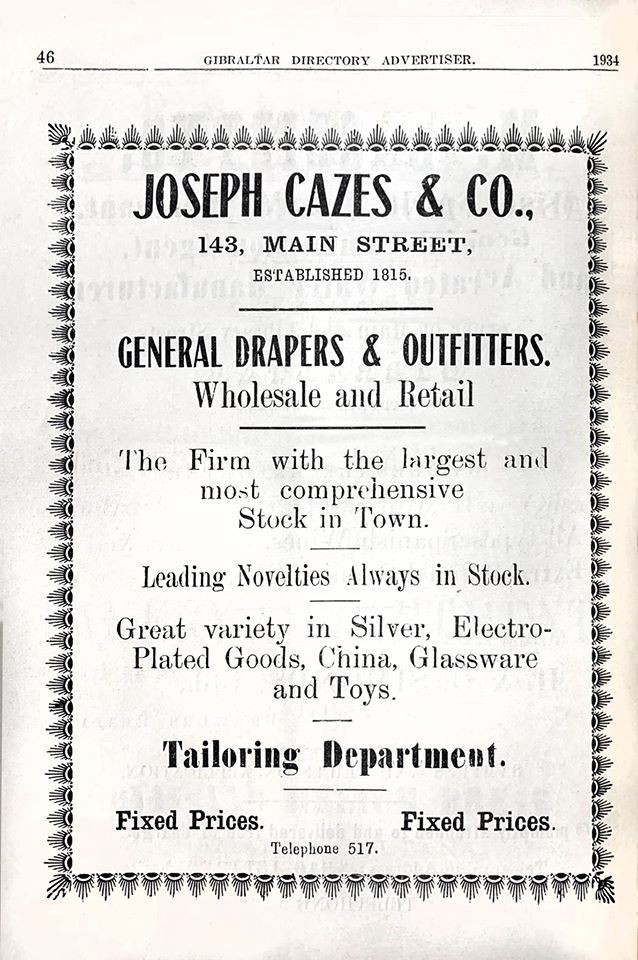 46 GIBRALTAR DIRECTORY ADVERTISER. 1934
JOSEPH CAZES & CO.,
143, MAIN STREET,
ESTABLISHED 1815.
GENERAL DRAPERS & OUTFITTERS.
Wholesale and Retail
The Firm with the largest and
most comprehensive
Stock in Town.
Leading Novelties Always in Stock.
Great variety in Silver, Electro-
Plated Goods, China, Glassware
and Toys.
Tailoring Department.
Fixed Prices. Fixed Prices.
Telephone 517.